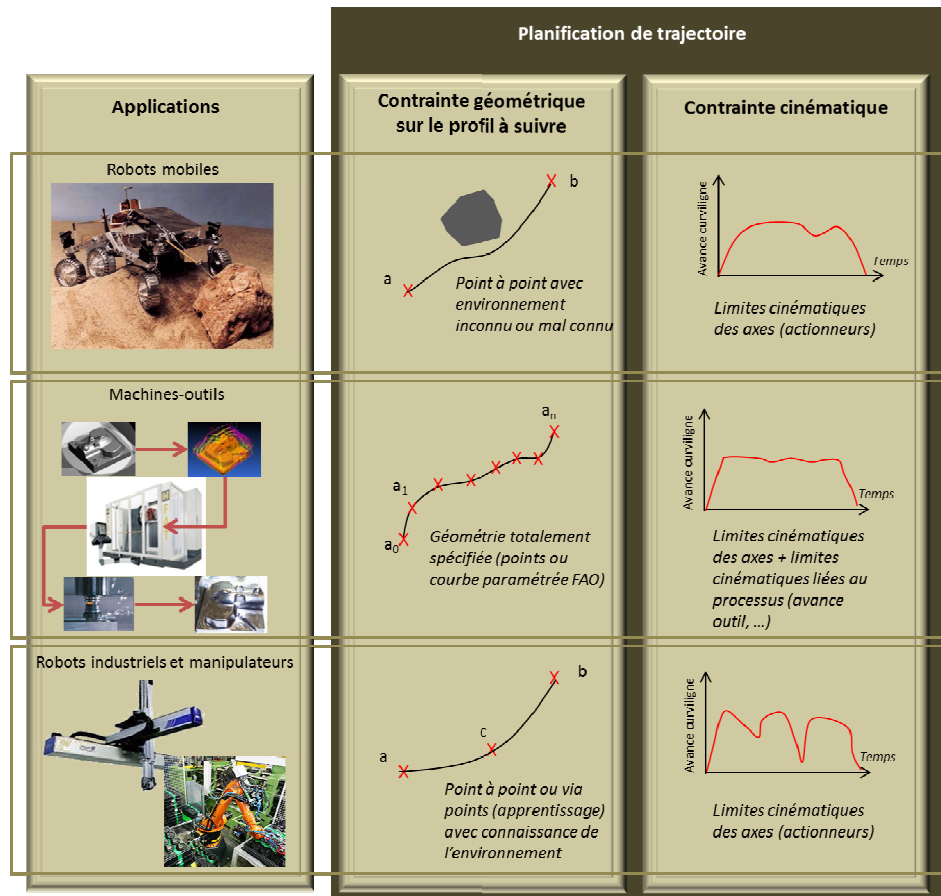 Planification de trajectoire
Applications
Contrainte géométrique
sur le profil à suivre
Contrainte cinématique
Robots mobiles
a
b
Point à point avec
environnement
inconnu ou mal connu
Avance curviligne
Temps
Limites cinématiques
des axes (actionneurs)
Machines-outils
a0
a1
an
Géométrie totalement
spécifiée (points ou
courbe paramétrée FAO)
Avance curviligne
Temps
Limites cinématiques
des axes + limites
cinématiques liées au
processus (avance
outil, …)
Robots industriels et manipulateurs
a
c
b
Point à point ou via
points (apprentissage)
avec connaissance de
l'environnement
Avance curviligne
Temps
Limites cinématiques
des axes (actionneurs)